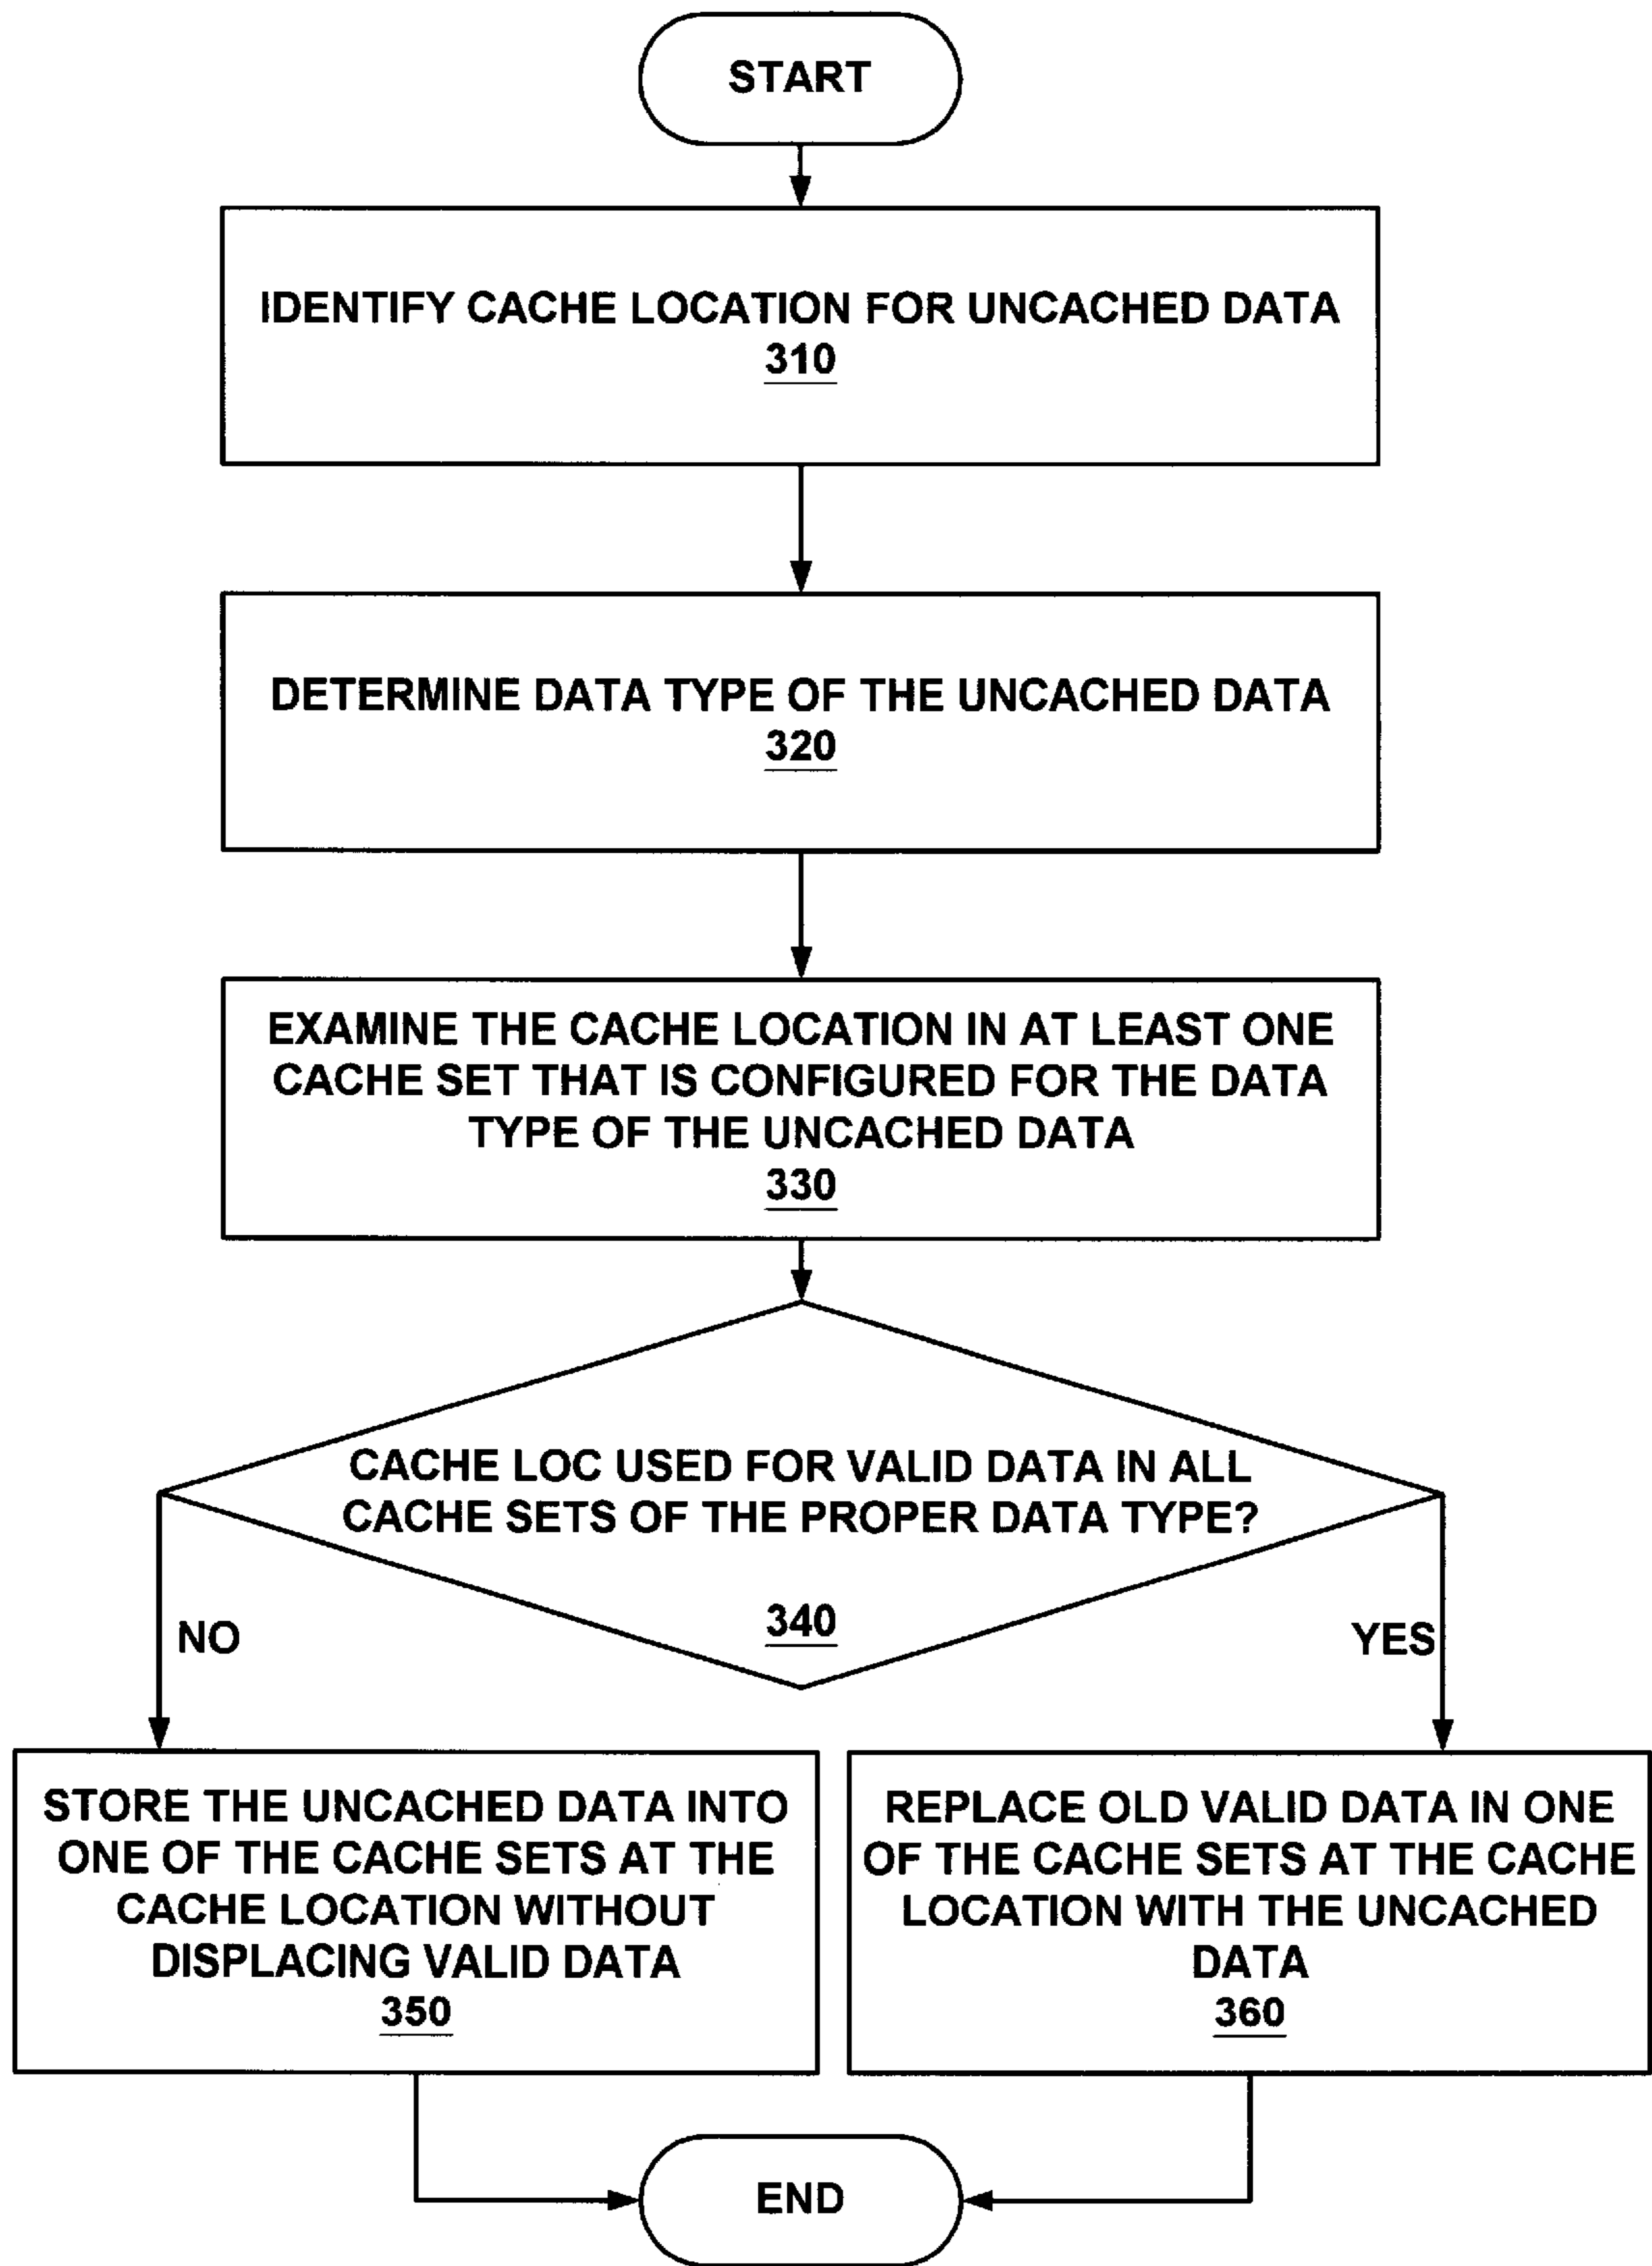 START
IDENTIFY CACHE LOCATION FOR UNCACHED DATA
310
DETERMINE DATA TYPE OF THE UNCACHED DATA
320
EXAMINE THE CACHE LOCATION IN AT LEAST ONE
CACHE SET THAT IS CONFIGURED FOR THE DATA
TYPE OF THE UNCACHED DATA
330
CACHE LOC USED FOR VALID DATA IN ALL
CACHE SETS OF THE PROPER DATA TYPE?
340
NO
YES
STORE THE UNCACHED DATA INTO
ONE OF THE CACHE SETS AT THE
CACHE LOCATION WITHOUT
DISPLACING VALID DATA
350
REPLACE OLD VALID DATA IN ONE
OF THE CACHE SETS AT THE CACHE
LOCATION WITH THE UNCACHED
DATA
360
END